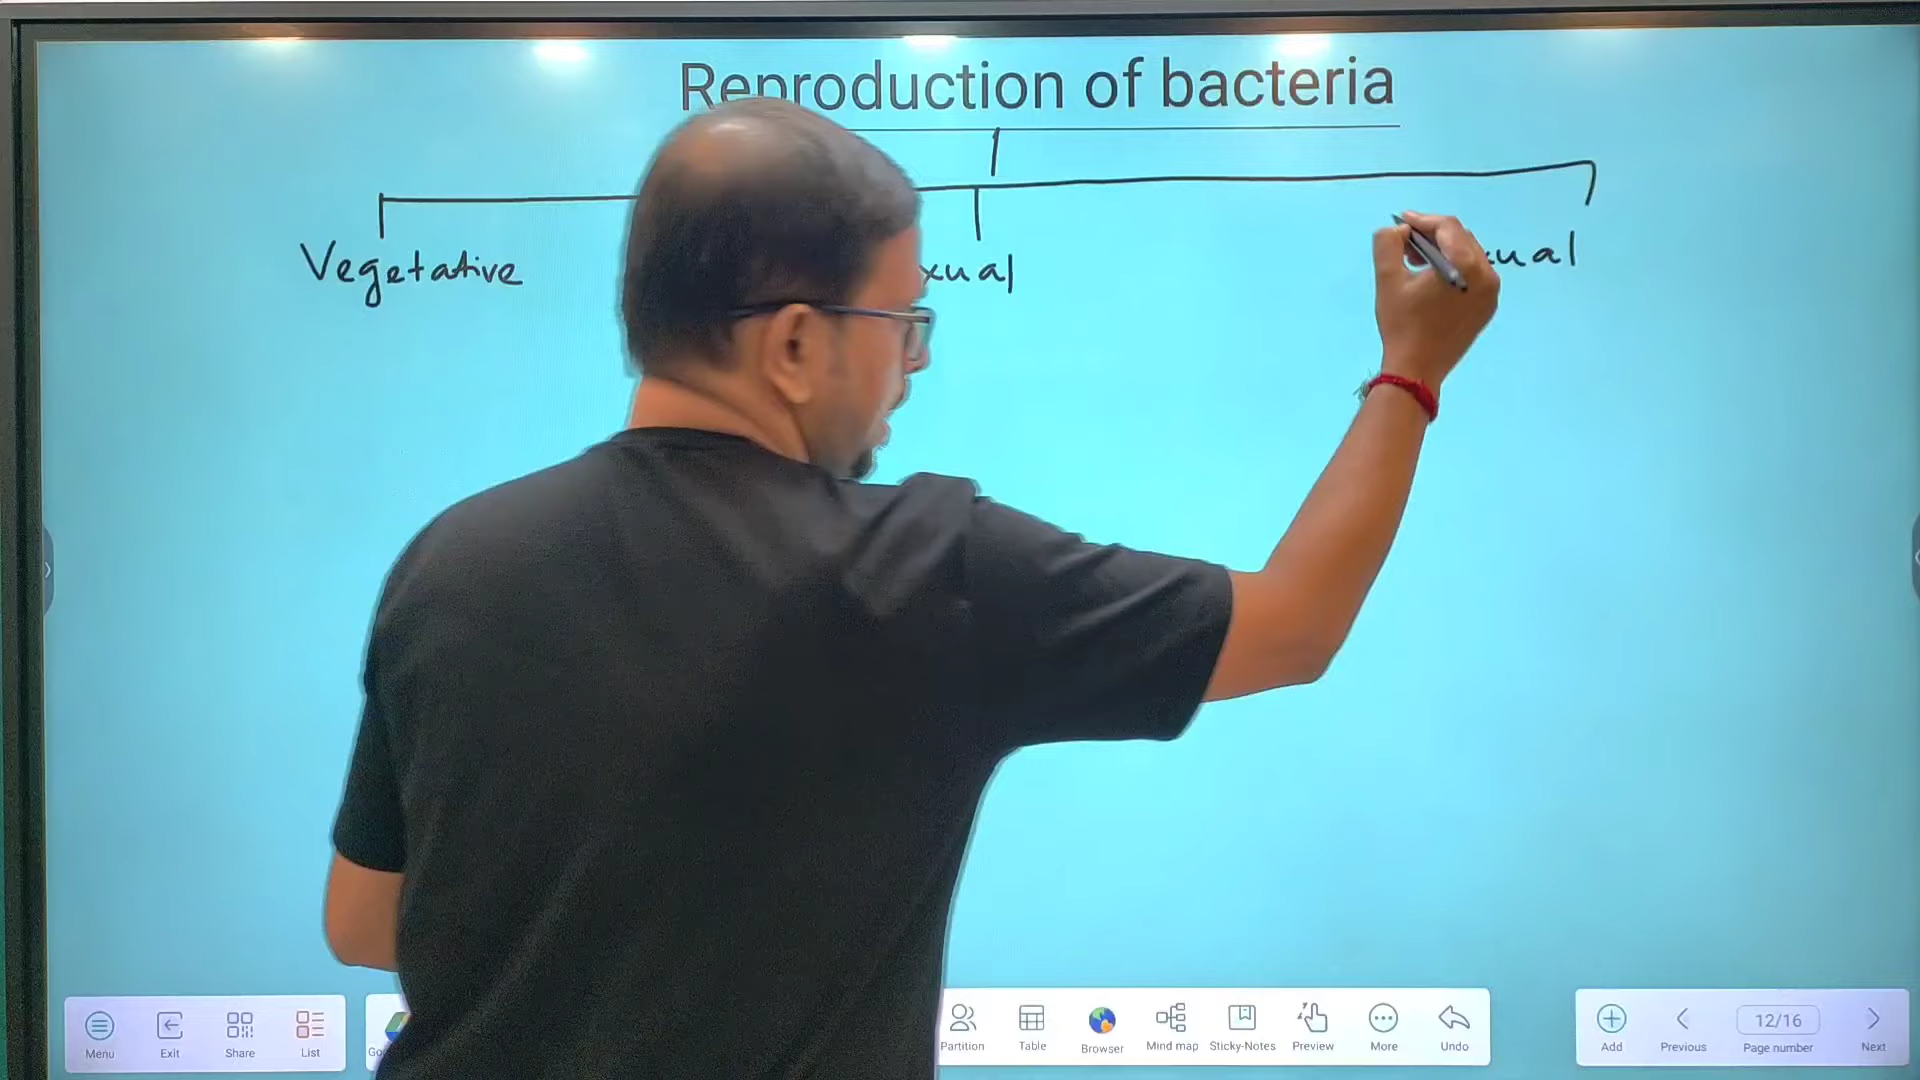 Reproduction of bacteria
Vegetative xual xual
Menu Exit Share List Partition Table Browser Mind map Sticky-Notes Preview More Undo Add Previous 12/16 Page number Next